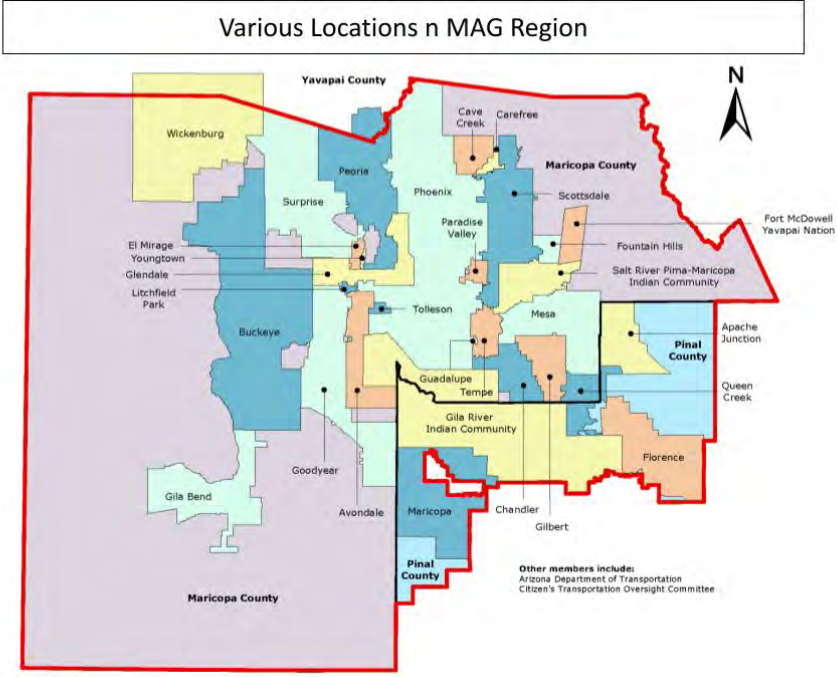 Various Locations n MAG Region
N
Yavapai County
Wickenburg
Cave
Creek
Carefree
Peoria
Maricopa County
Phoenix
Scottsdale
Surprise
Paradise
Valley
Fort McDowell
Yavapai Nation
El Mirage
Fountain Hills
Youngtown
Glendale
Salt River Pima-Maricopa
Indian Community
Litchfield
Park
Tolleson
Mesa
Buckeye
Apache
Junction
Pinal
County
Guadalupe
Tempe
Queen
Creek
Gila River
Indian Community
Florence
Goodyear
Gila Bend
Avondale
Maricopa
Chandler
Gilbert
Pinal
County
Other members include:
Arizona Department of Transportation
Citizen's Transportation Oversight Committee
Maricopa County